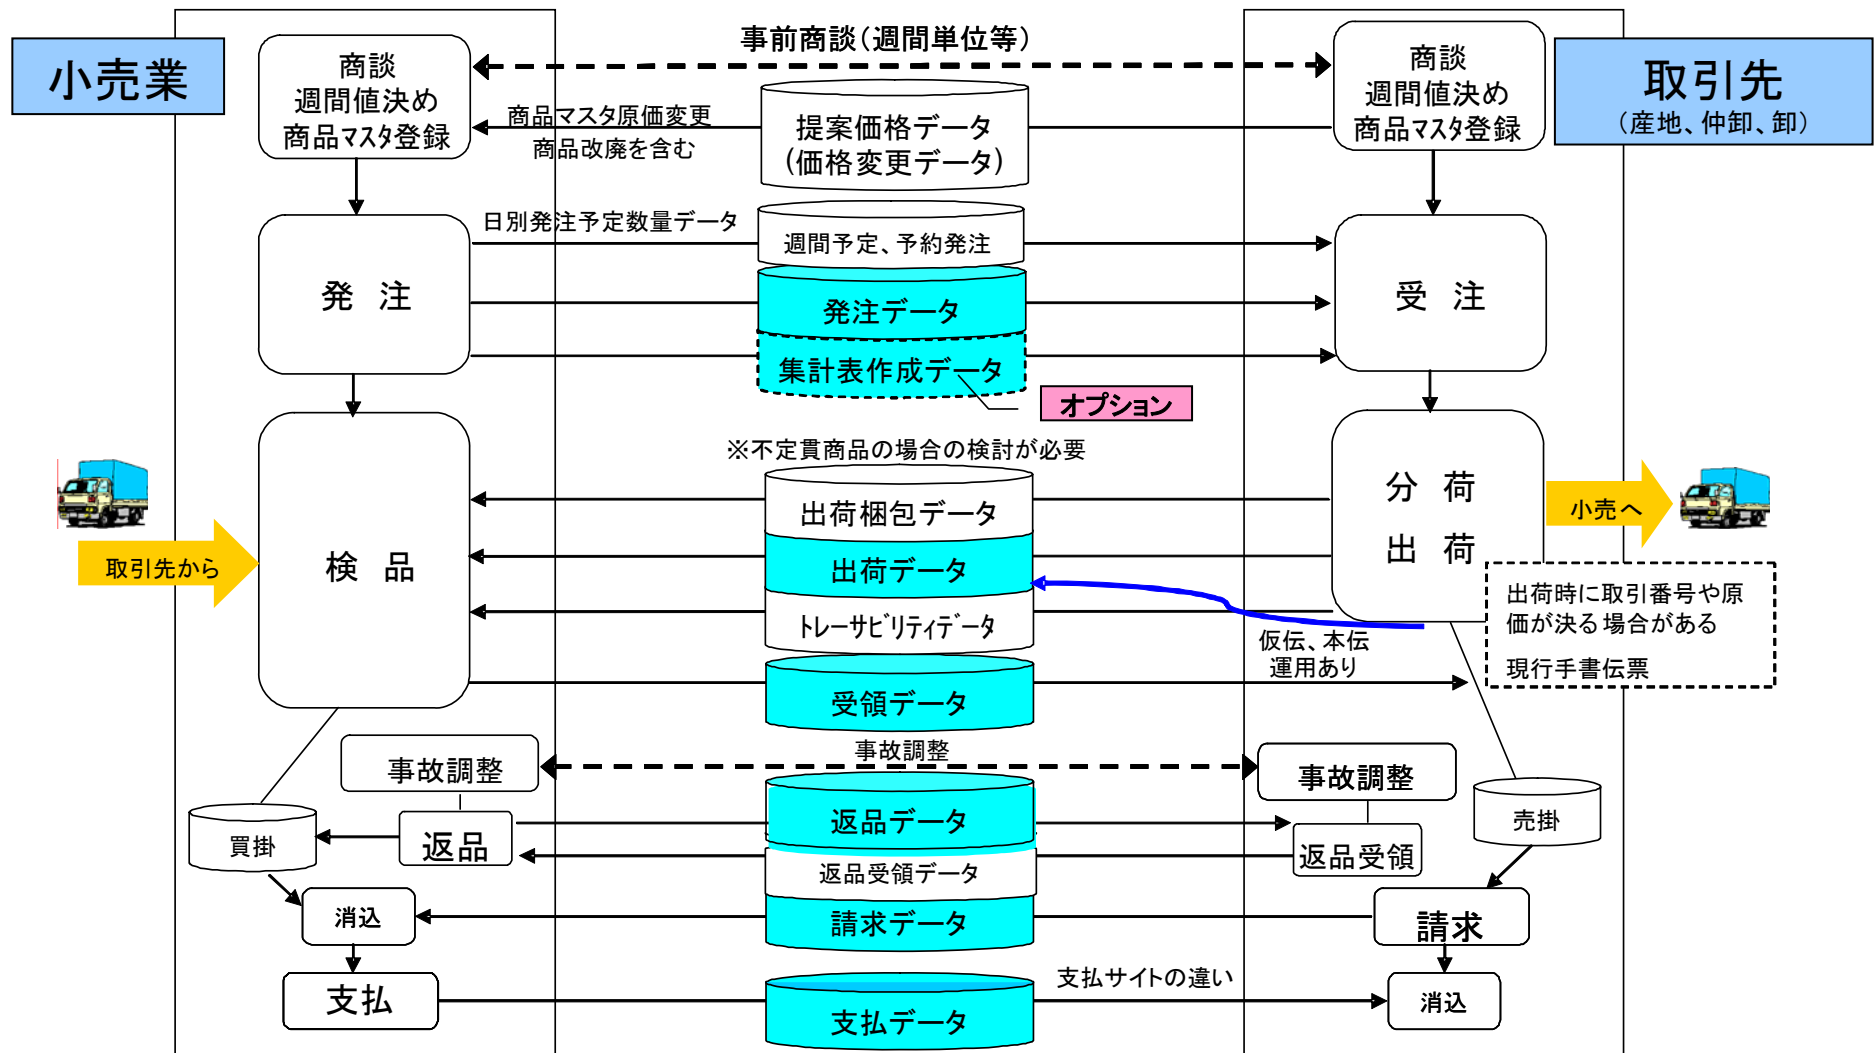 事前商談(週間単位等)
小売業
商談
週間値決め
商品マスタ登録
商談
週間値決め
商品マスタ登録
取引先
(産地、仲卸、卸)
商品マスタ原価変更
商品改廃を含む
提案価格データ
(価格変更データ)
日別発注予定数量データ
週間予定、予約発注
発 注
受 注
発注データ
集計表作成データ
オプション
※不定貫商品の場合の検討が必要
出荷梱包データ
分 荷
出 荷
小売へ
取引先から
検 品
出荷データ
トレーサビリティデータ
出荷時に取引番号や原
価が決る場合がある
現行手書伝票
仮伝、本伝
運用あり
受領データ
事故調整
事故調整
事故調整
買掛
返品
返品データ
返品受領
売掛
返品受領データ
消込
請求データ
請求
支払
支払サイトの違い
支払データ
消込